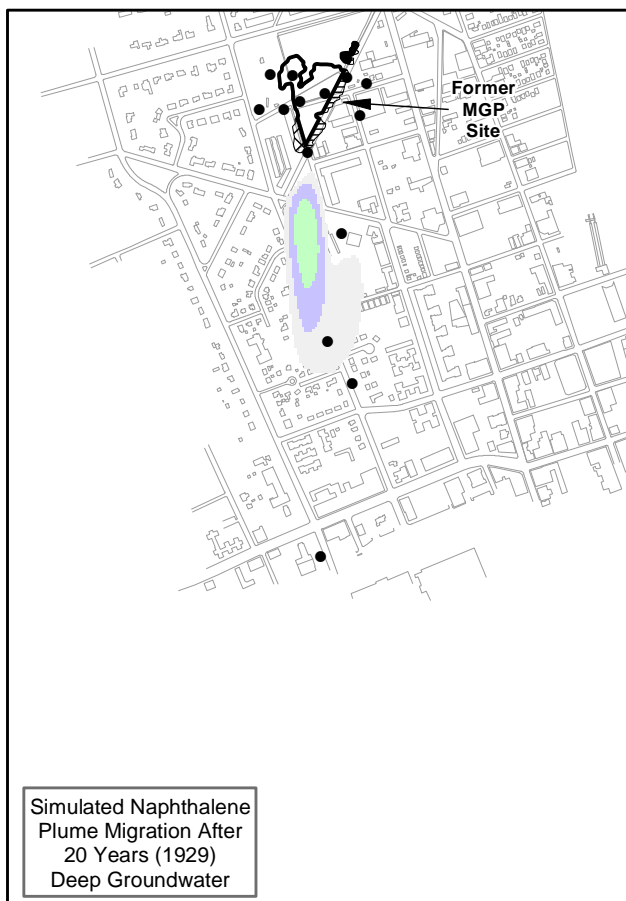 Former
MGP
Site
Simulated Naphthalene
Plume Migration After
20 Years (1929)
Deep Groundwater